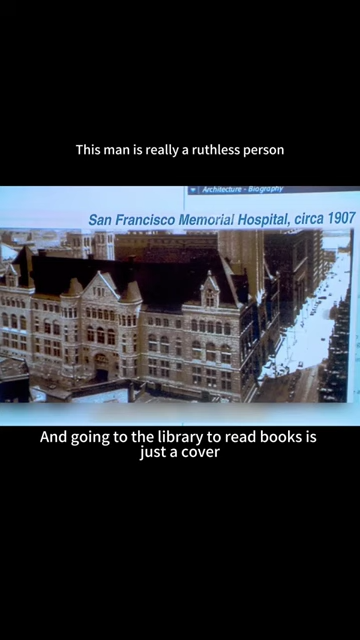 This man is really a ruthless person
Architecture - Biography
San Francisco Memorial Hospital, circa 1907
And going to the library to read books is
just a cover